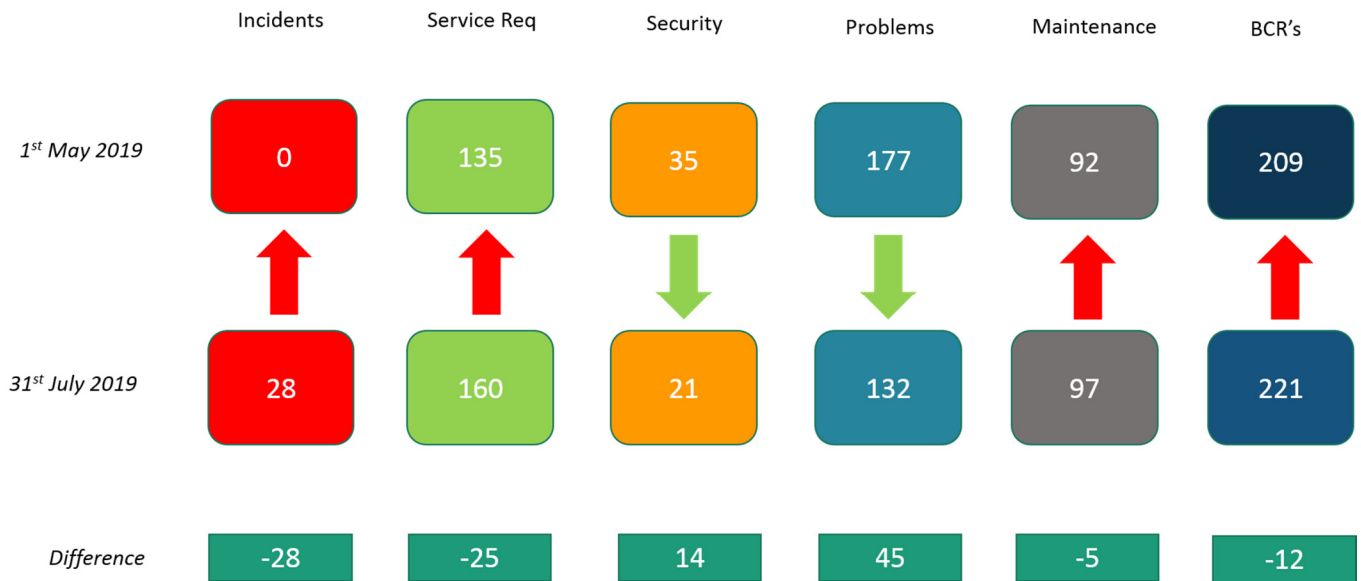 Incidents Service Req Security Problems Maintenance BCR's
1st May 2019 0 135 35 177 92 209
31st July 2019 28 160 21 132 97 221
Difference -28 -25 14 45 -5 -12